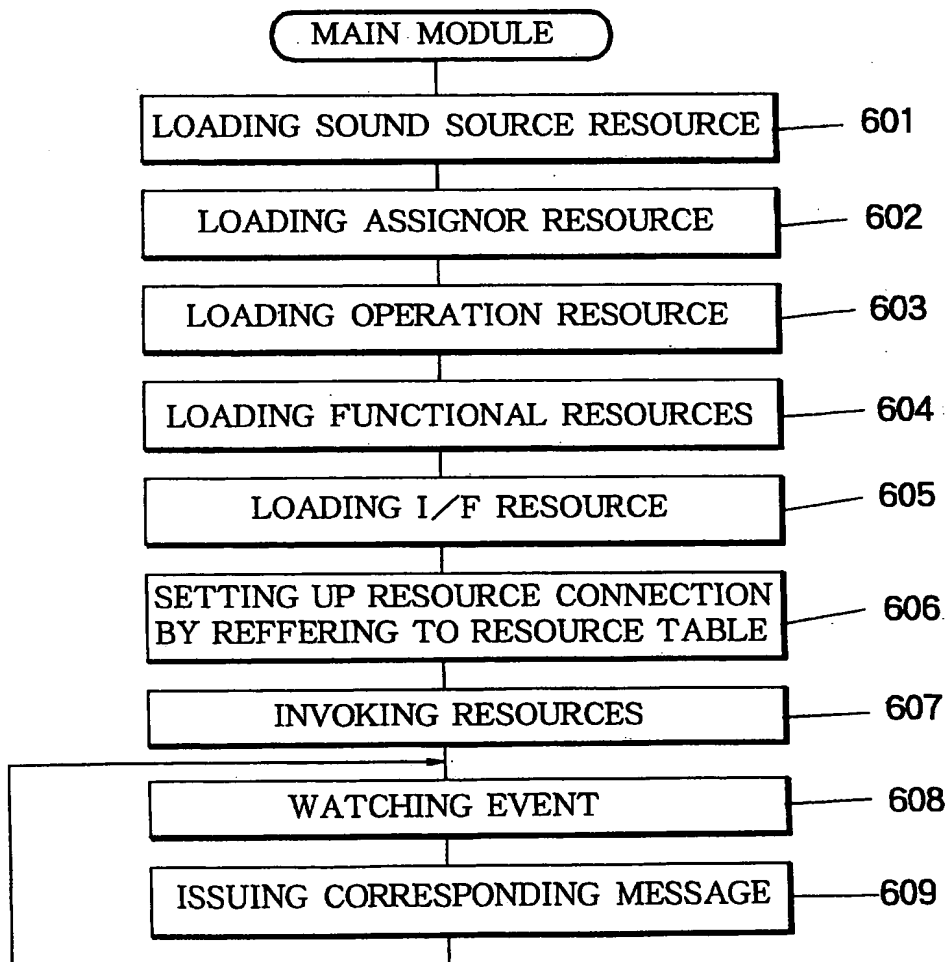 MAIN MODULE
LOADING SOUND SOURCE RESOURCE 601
LOADING ASSIGNOR RESOURCE 602
LOADING OPERATION RESOURCE 603
LOADING FUNCTIONAL RESOURCES 604
LOADING I/F RESOURCE 605
SETTING UP RESOURCE CONNECTION
BY REFFERING TO RESOURCE TABLE 606
INVOKING RESOURCES 607
WATCHING EVENT 608
ISSUING CORRESPONDING MESSAGE 609